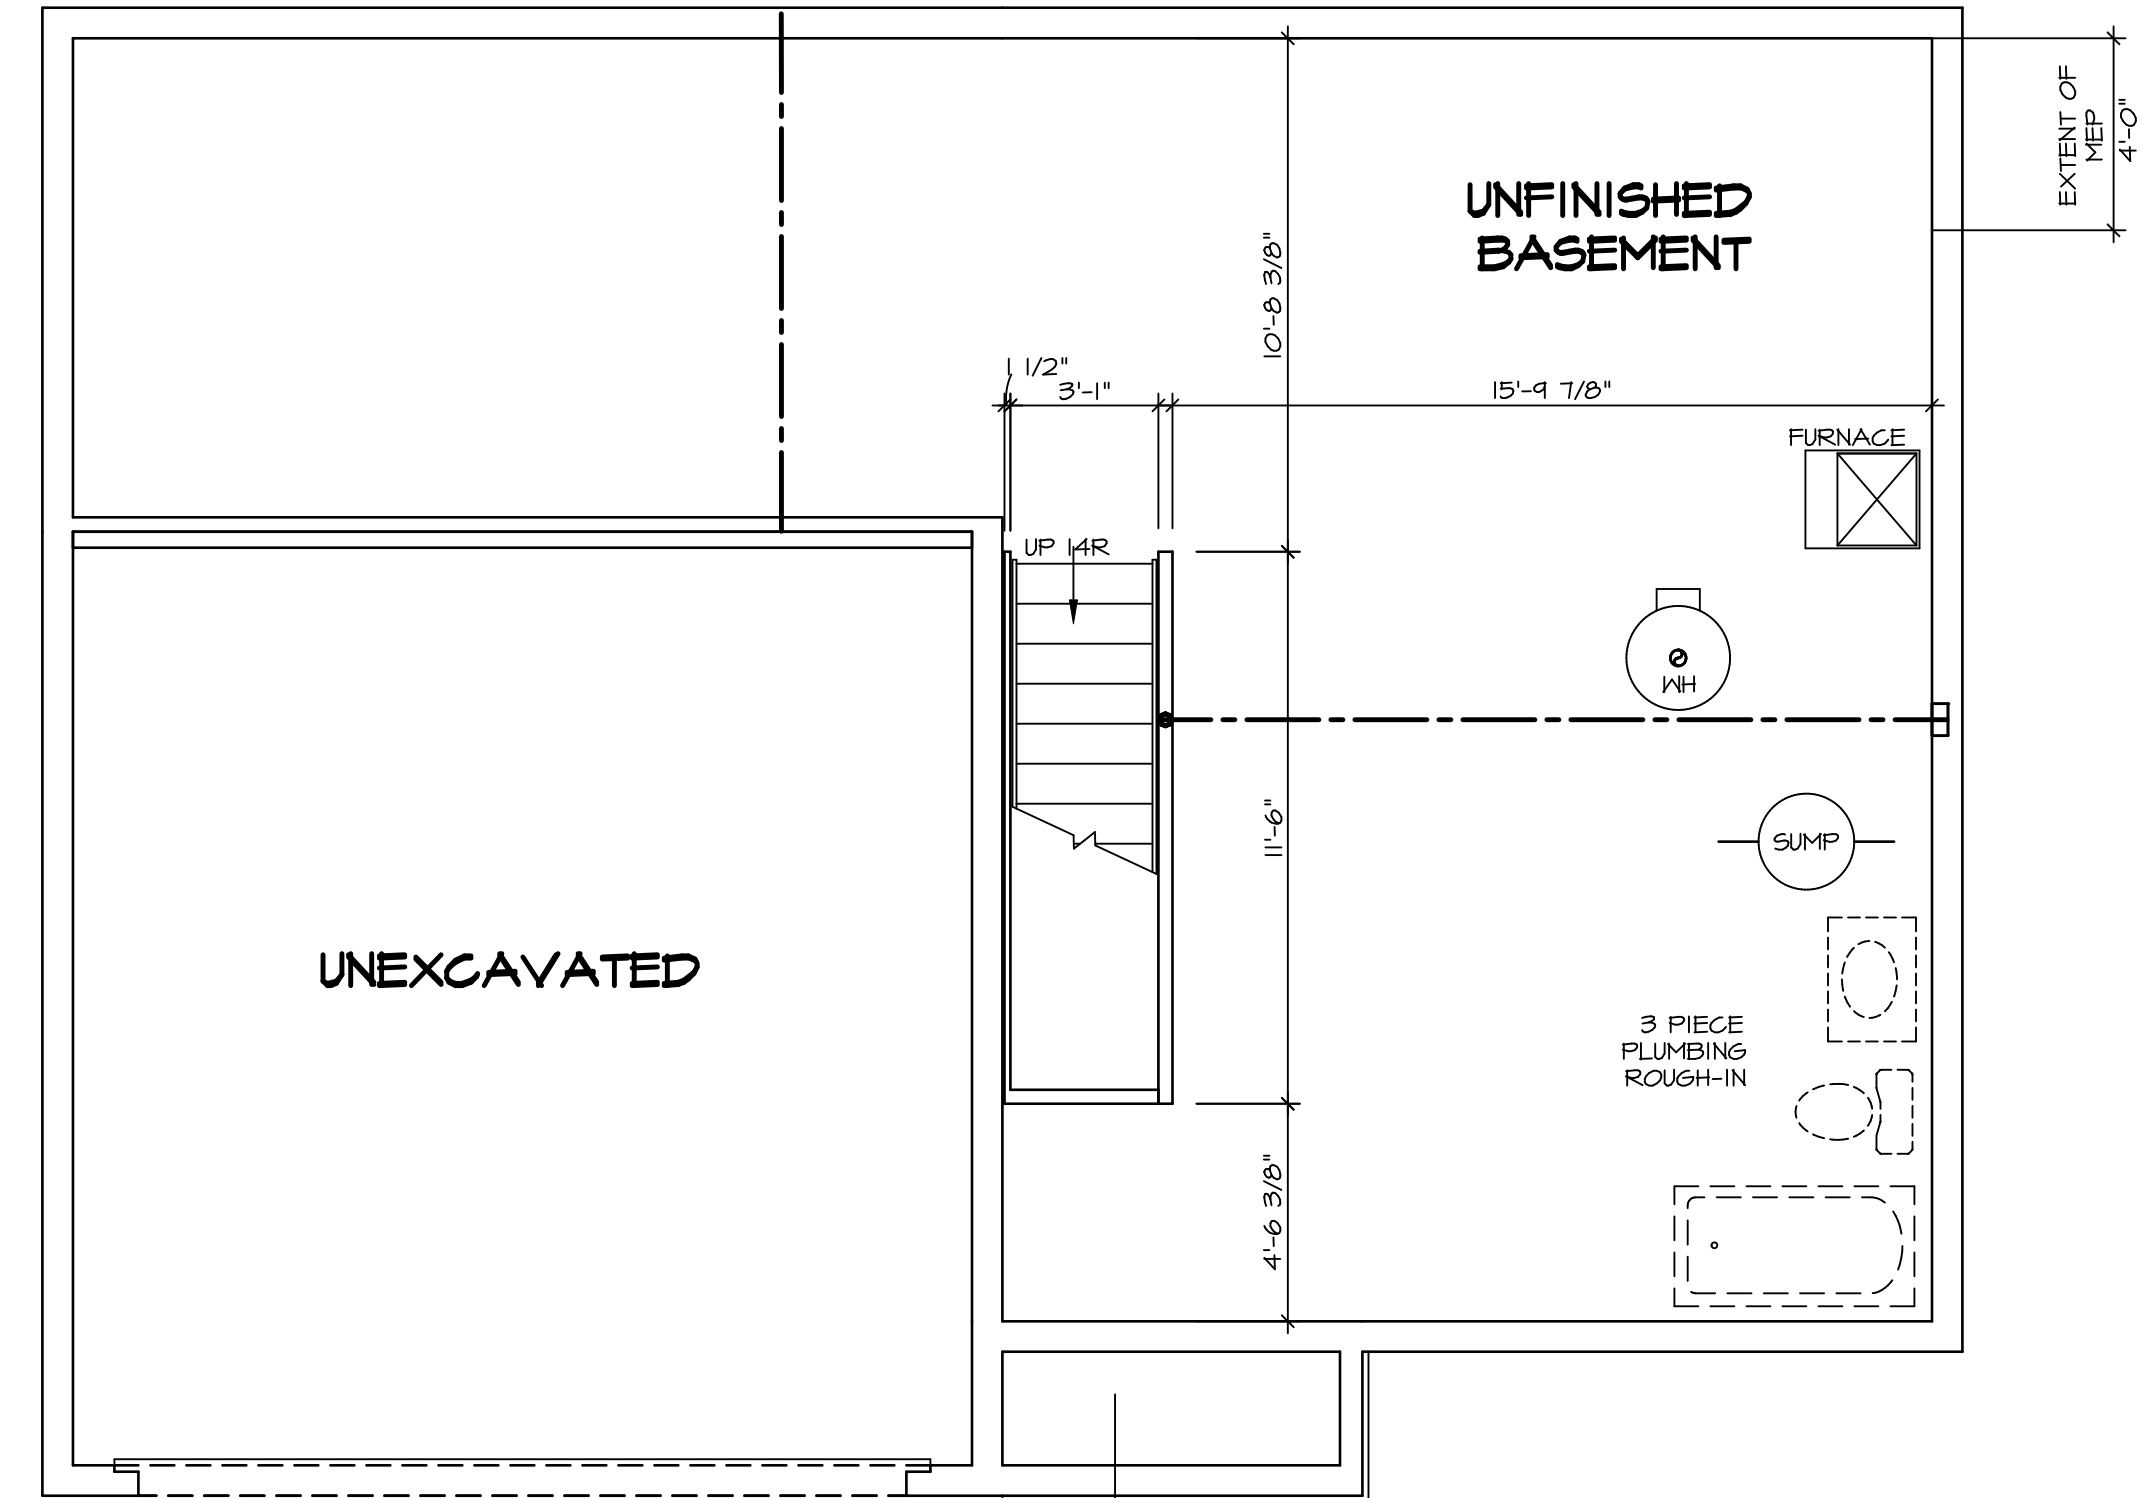 EXTENT OF
MEP
4'-0"
UNFINISHED
BASEMENT
10'-8 3/8"
1 1/2"
3'-1"
15'-9 7/8"
FURNACE
UP 14R
WH
11'-6"
SUMP
UNEXCAVATED
3 PIECE
PLUMBING
ROUGH-IN
4'-6 3/8"